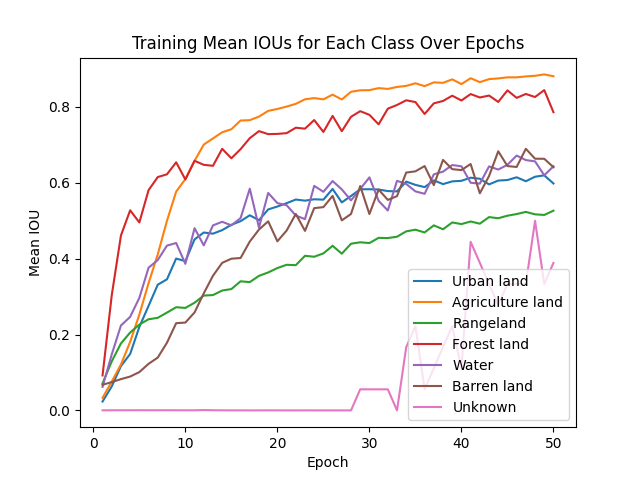 Training Mean IOUs for Each Class Over Epochs
Mean IOU
0.8
0.6
0.4
0.2
0.0
0
10
20
30
40
50
Epoch
Urban land
Agriculture land
Rangeland
Forest land
Water
Barren land
Unknown